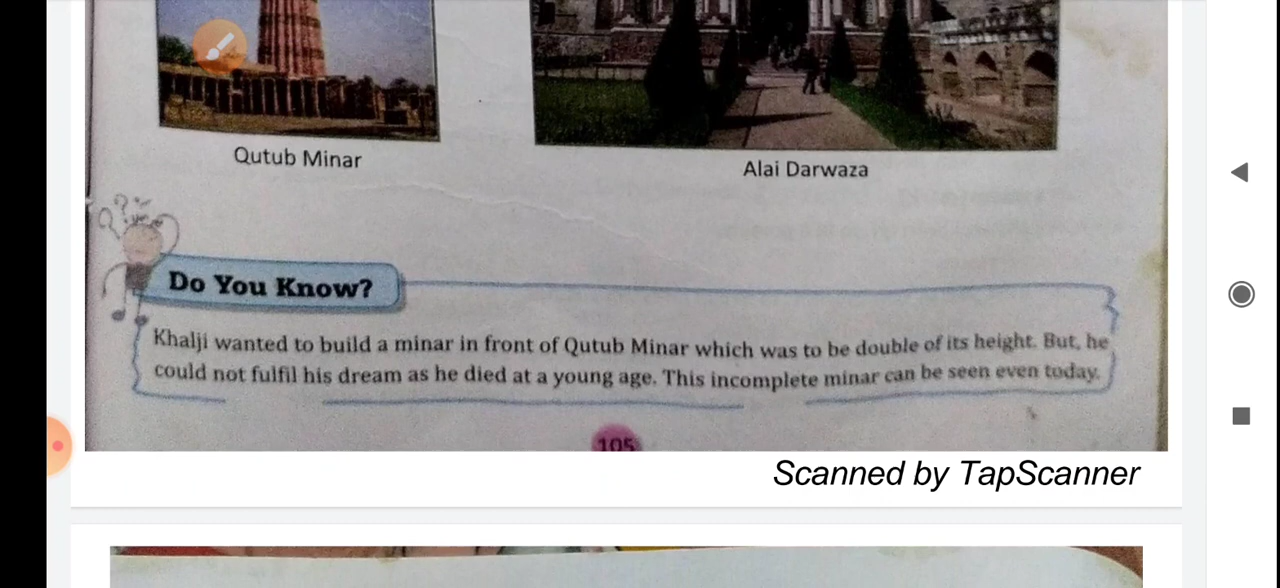 Qutub Minar
Alai Darwaza
Do You Know?
Khalji wanted to build a minar in front of Qutub Minar which was to be double of its height. But, he
could not fulfil his dream as he died at a young age. This incomplete minar can be seen even today.
105
Scanned by TapScanner